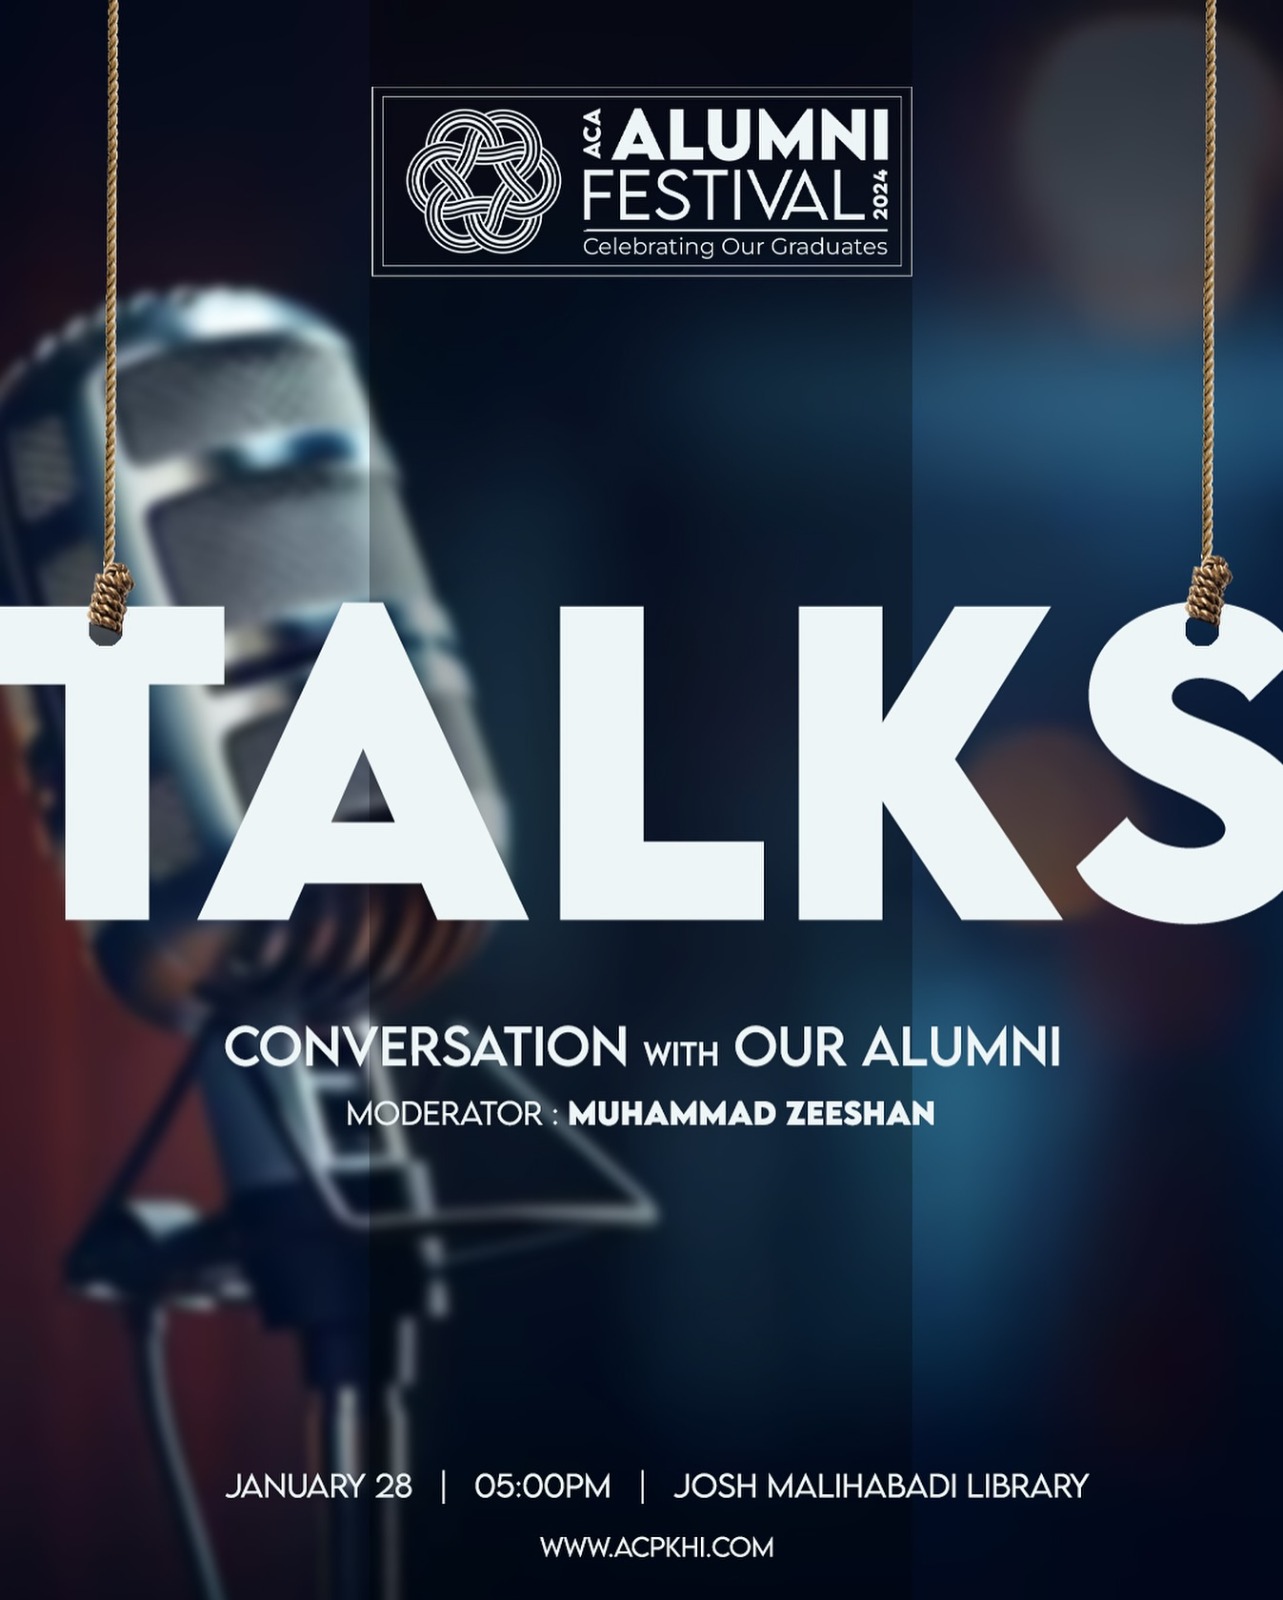 ACA ALUMNI
FESTIVAL 2024
Celebrating Our Graduates
TALKS
CONVERSATION WITH OUR ALUMNI
MODERATOR : MUHAMMAD ZEESHAN
JANUARY 28 | 05:00PM | JOSH MALIHABADI LIBRARY
WWW.ACPKHI.COM